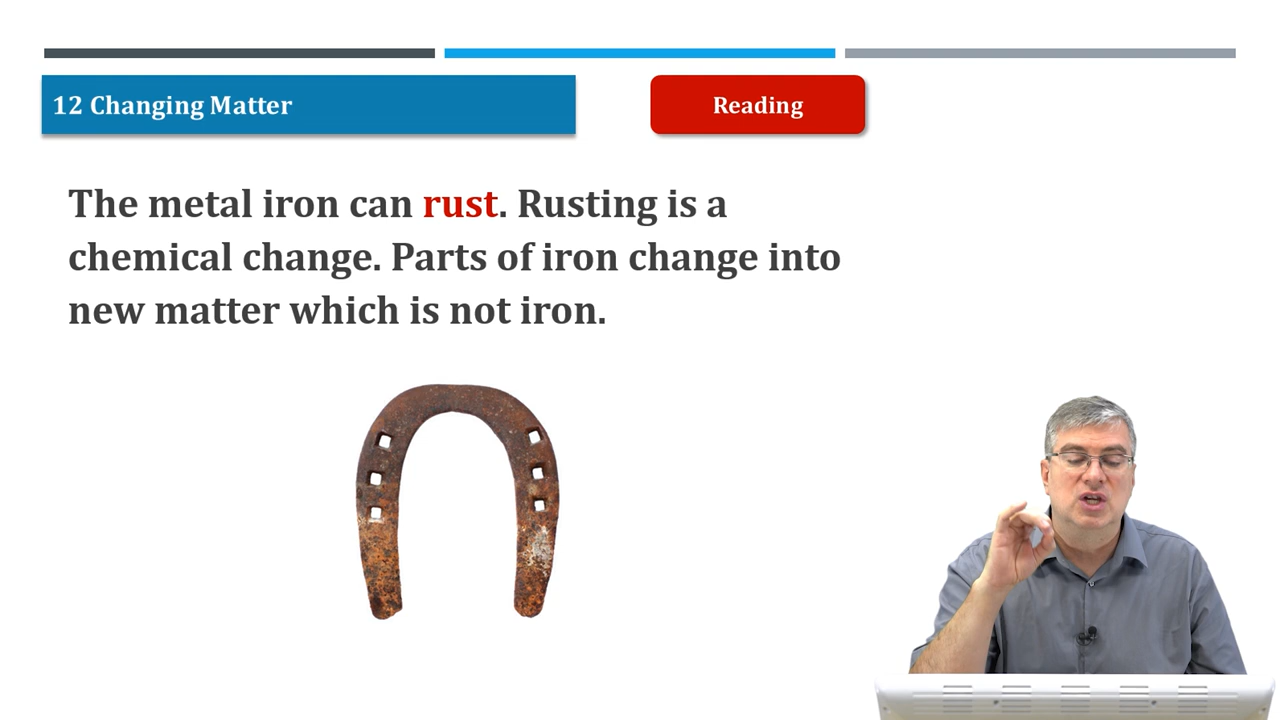 12 Changing Matter
Reading
The metal iron can rust. Rusting is a
chemical change. Parts of iron change into
new matter which is not iron.